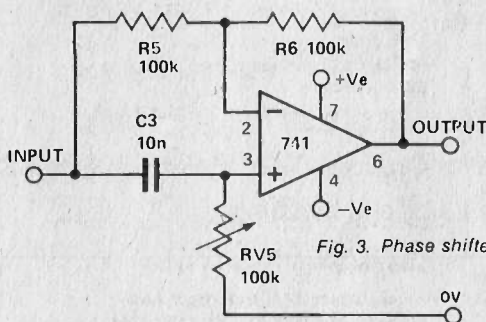 R5
100k
R6 100k
+Ve
7
C3
10n
2
−
741
OUTPUT
6
INPUT
3
+
4
−Ve
RV5
100k
Fig. 3. Phase shifte
0V